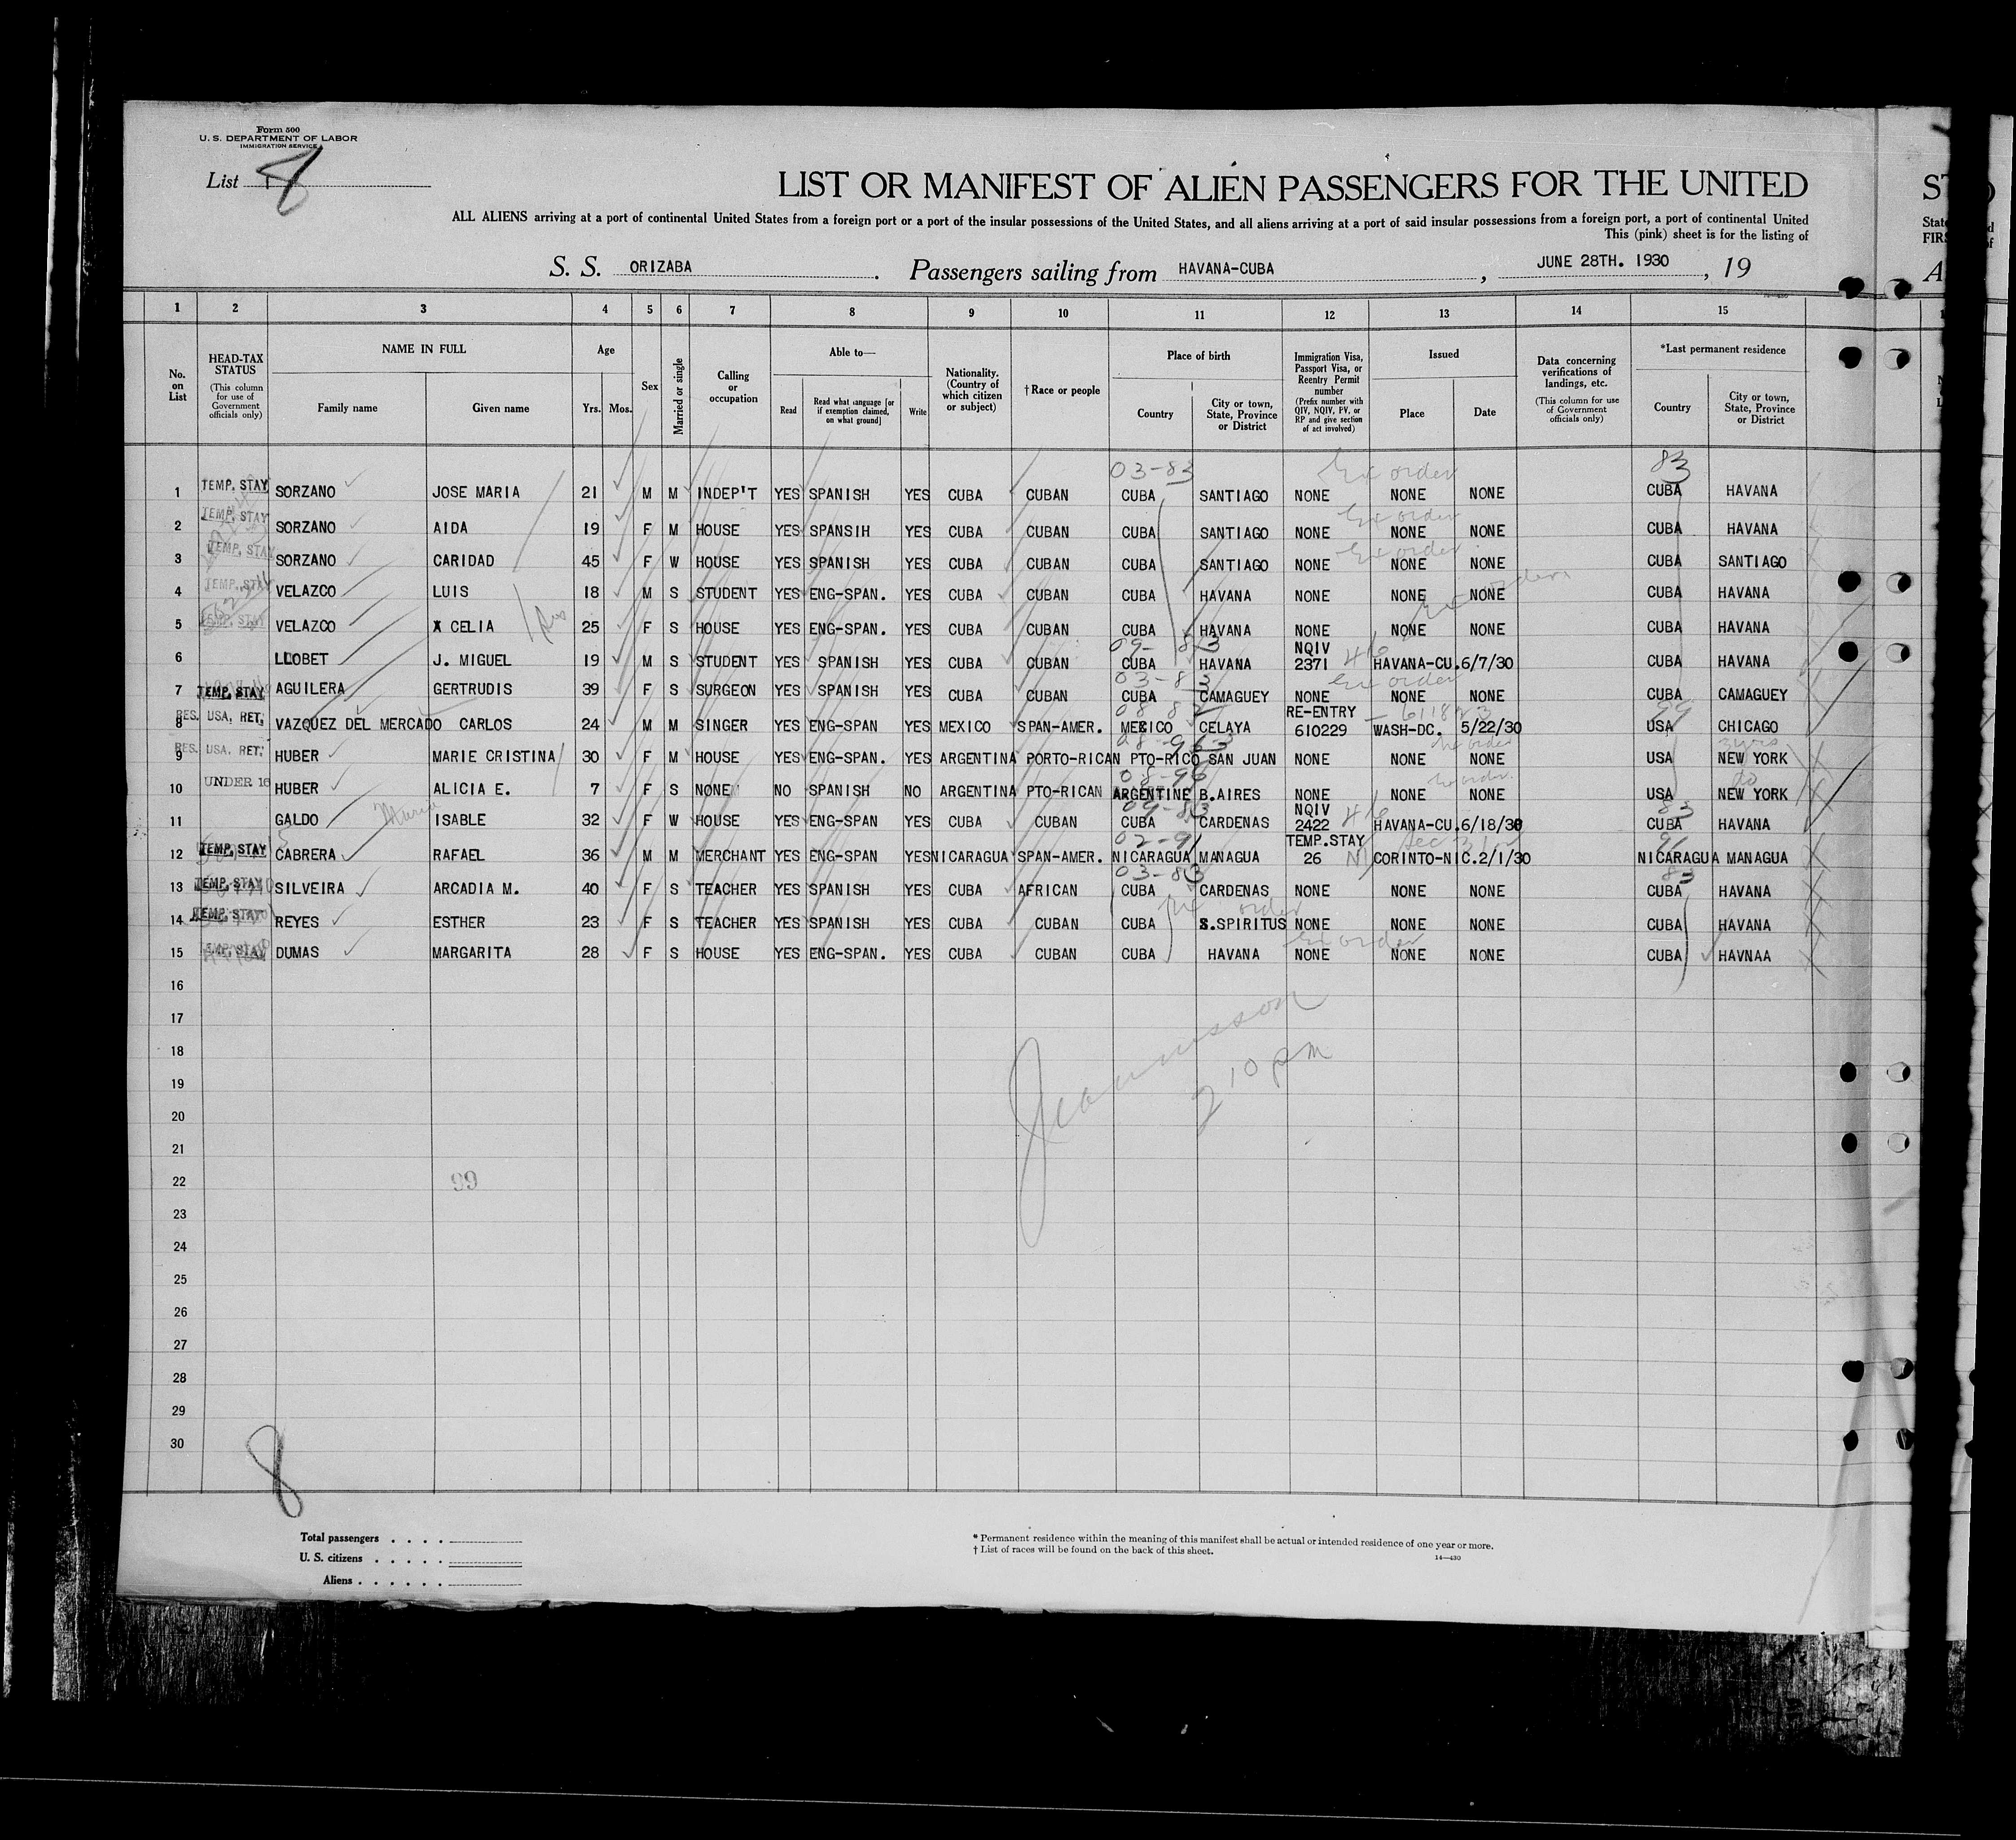 Form 500
U. S. DEPARTMENT OF LABOR
IMMIGRATION SERVICE
List 8
LIST OR MANIFEST OF ALIEN PASSENGERS FOR THE UNITED
ALL ALIENS arriving at a port of continental United States from a foreign port or a port of the insular possessions of the United States, and all aliens arriving at a port of said insular possessions from a foreign port, a port of continental United
This (pink) sheet is for the listing of
S. S. ORIZABA. Passengers sailing from HAVANA-CUBA, JUNE 28TH. 1930, 19
1 2 3 4 5 6 7 8 9 10 11 12 13 14 15
No. on List
HEAD-TAX STATUS (This column for use of Government officials only)
NAME IN FULL
Family name Given name
Age
Yrs. Mos.
Sex
Married or single
Calling or occupation
Able to—
Read Read what language [or if exemption claimed, on what ground] Write
Nationality. (Country of which citizen or subject)
†Race or people
Place of birth
Country City or town, State, Province or District
Immigration Visa, Passport Visa, or Reentry Permit number (Prefix number with QIV, NQIV, PV, or RP and give section of act involved)
Issued
Place Date
Data concerning verifications of landings, etc. (This column for use of Government officials only)
*Last permanent residence
Country City or town, State, Province or District
03-83 83
1 TEMP. STAY SORZANO JOSE MARIA 21 M M INDEP'T YES SPANISH YES CUBA CUBAN CUBA SANTIAGO NONE NONE NONE CUBA HAVANA
2 TEMP. STAY SORZANO AIDA 19 F M HOUSE YES SPANSIH YES CUBA CUBAN CUBA SANTIAGO NONE NONE NONE CUBA HAVANA
3 TEMP. STAY SORZANO CARIDAD 45 F W HOUSE YES SPANISH YES CUBA CUBAN CUBA SANTIAGO NONE NONE NONE CUBA SANTIAGO
4 TEMP. STAY VELAZCO LUIS 18 M S STUDENT YES ENG-SPAN. YES CUBA CUBAN CUBA HAVANA NONE NONE NONE CUBA HAVANA
5 TEMP. STAY VELAZCO X CELIA 25 F S HOUSE YES ENG-SPAN. YES CUBA CUBAN CUBA HAVANA NONE NONE NONE CUBA HAVANA
6 LLOBET J. MIGUEL 19 M S STUDENT YES SPANISH YES CUBA CUBAN CUBA HAVANA NQIV 2371 HAVANA-CU. 6/7/30 CUBA HAVANA
7 TEMP. STAY AGUILERA GERTRUDIS 39 F S SURGEON YES SPANISH YES CUBA CUBAN CUBA CAMAGUEY NONE NONE NONE CUBA CAMAGUEY
8 RES. USA. RET. VAZQUEZ DEL MERCADO CARLOS 24 M M SINGER YES ENG-SPAN YES MEXICO SPAN-AMER. MEXICO CELAYA RE-ENTRY 610229 WASH-DC. 5/22/30 USA CHICAGO
9 RES. USA. RET. HUBER MARIE CRISTINA 30 F M HOUSE YES ENG-SPAN. YES ARGENTINA PORTO-RICAN PTO-RICO SAN JUAN NONE NONE NONE USA NEW YORK
10 UNDER 16 HUBER ALICIA E. 7 F S NONE NO SPANISH NO ARGENTINA PTO-RICAN ARGENTINE B.AIRES NONE NONE NONE USA NEW YORK
11 GALDO ISABLE 32 F W HOUSE YES ENG-SPAN YES CUBA CUBAN CUBA CARDENAS NQIV 2422 HAVANA-CU. 6/18/30 CUBA HAVANA
12 TEMP. STAY CABRERA RAFAEL 36 M M MERCHANT YES ENG-SPAN YES NICARAGUA SPAN-AMER. NICARAGUA MANAGUA TEMP.STAY 26 CORINTO-NIC. 2/1/30 NICARAGUA MANAGUA
13 TEMP. STAY SILVEIRA ARCADIA M. 40 F S TEACHER YES SPANISH YES CUBA AFRICAN CUBA CARDENAS NONE NONE NONE CUBA HAVANA
14 TEMP. STAY REYES ESTHER 23 F S TEACHER YES SPANISH YES CUBA CUBAN CUBA S.SPIRITUS NONE NONE NONE CUBA HAVANA
15 TEMP. STAY DUMAS MARGARITA 28 F S HOUSE YES ENG-SPAN. YES CUBA CUBAN CUBA HAVANA NONE NONE NONE CUBA HAVNAA
16
17
18
19
20
21
22
23
24
25
26
27
28
29
30
2 10 pm
99
8
Total passengers
U. S. citizens
Aliens
* Permanent residence within the meaning of this manifest shall be actual or intended residence of one year or more.
† List of races will be found on the back of this sheet.
14—430